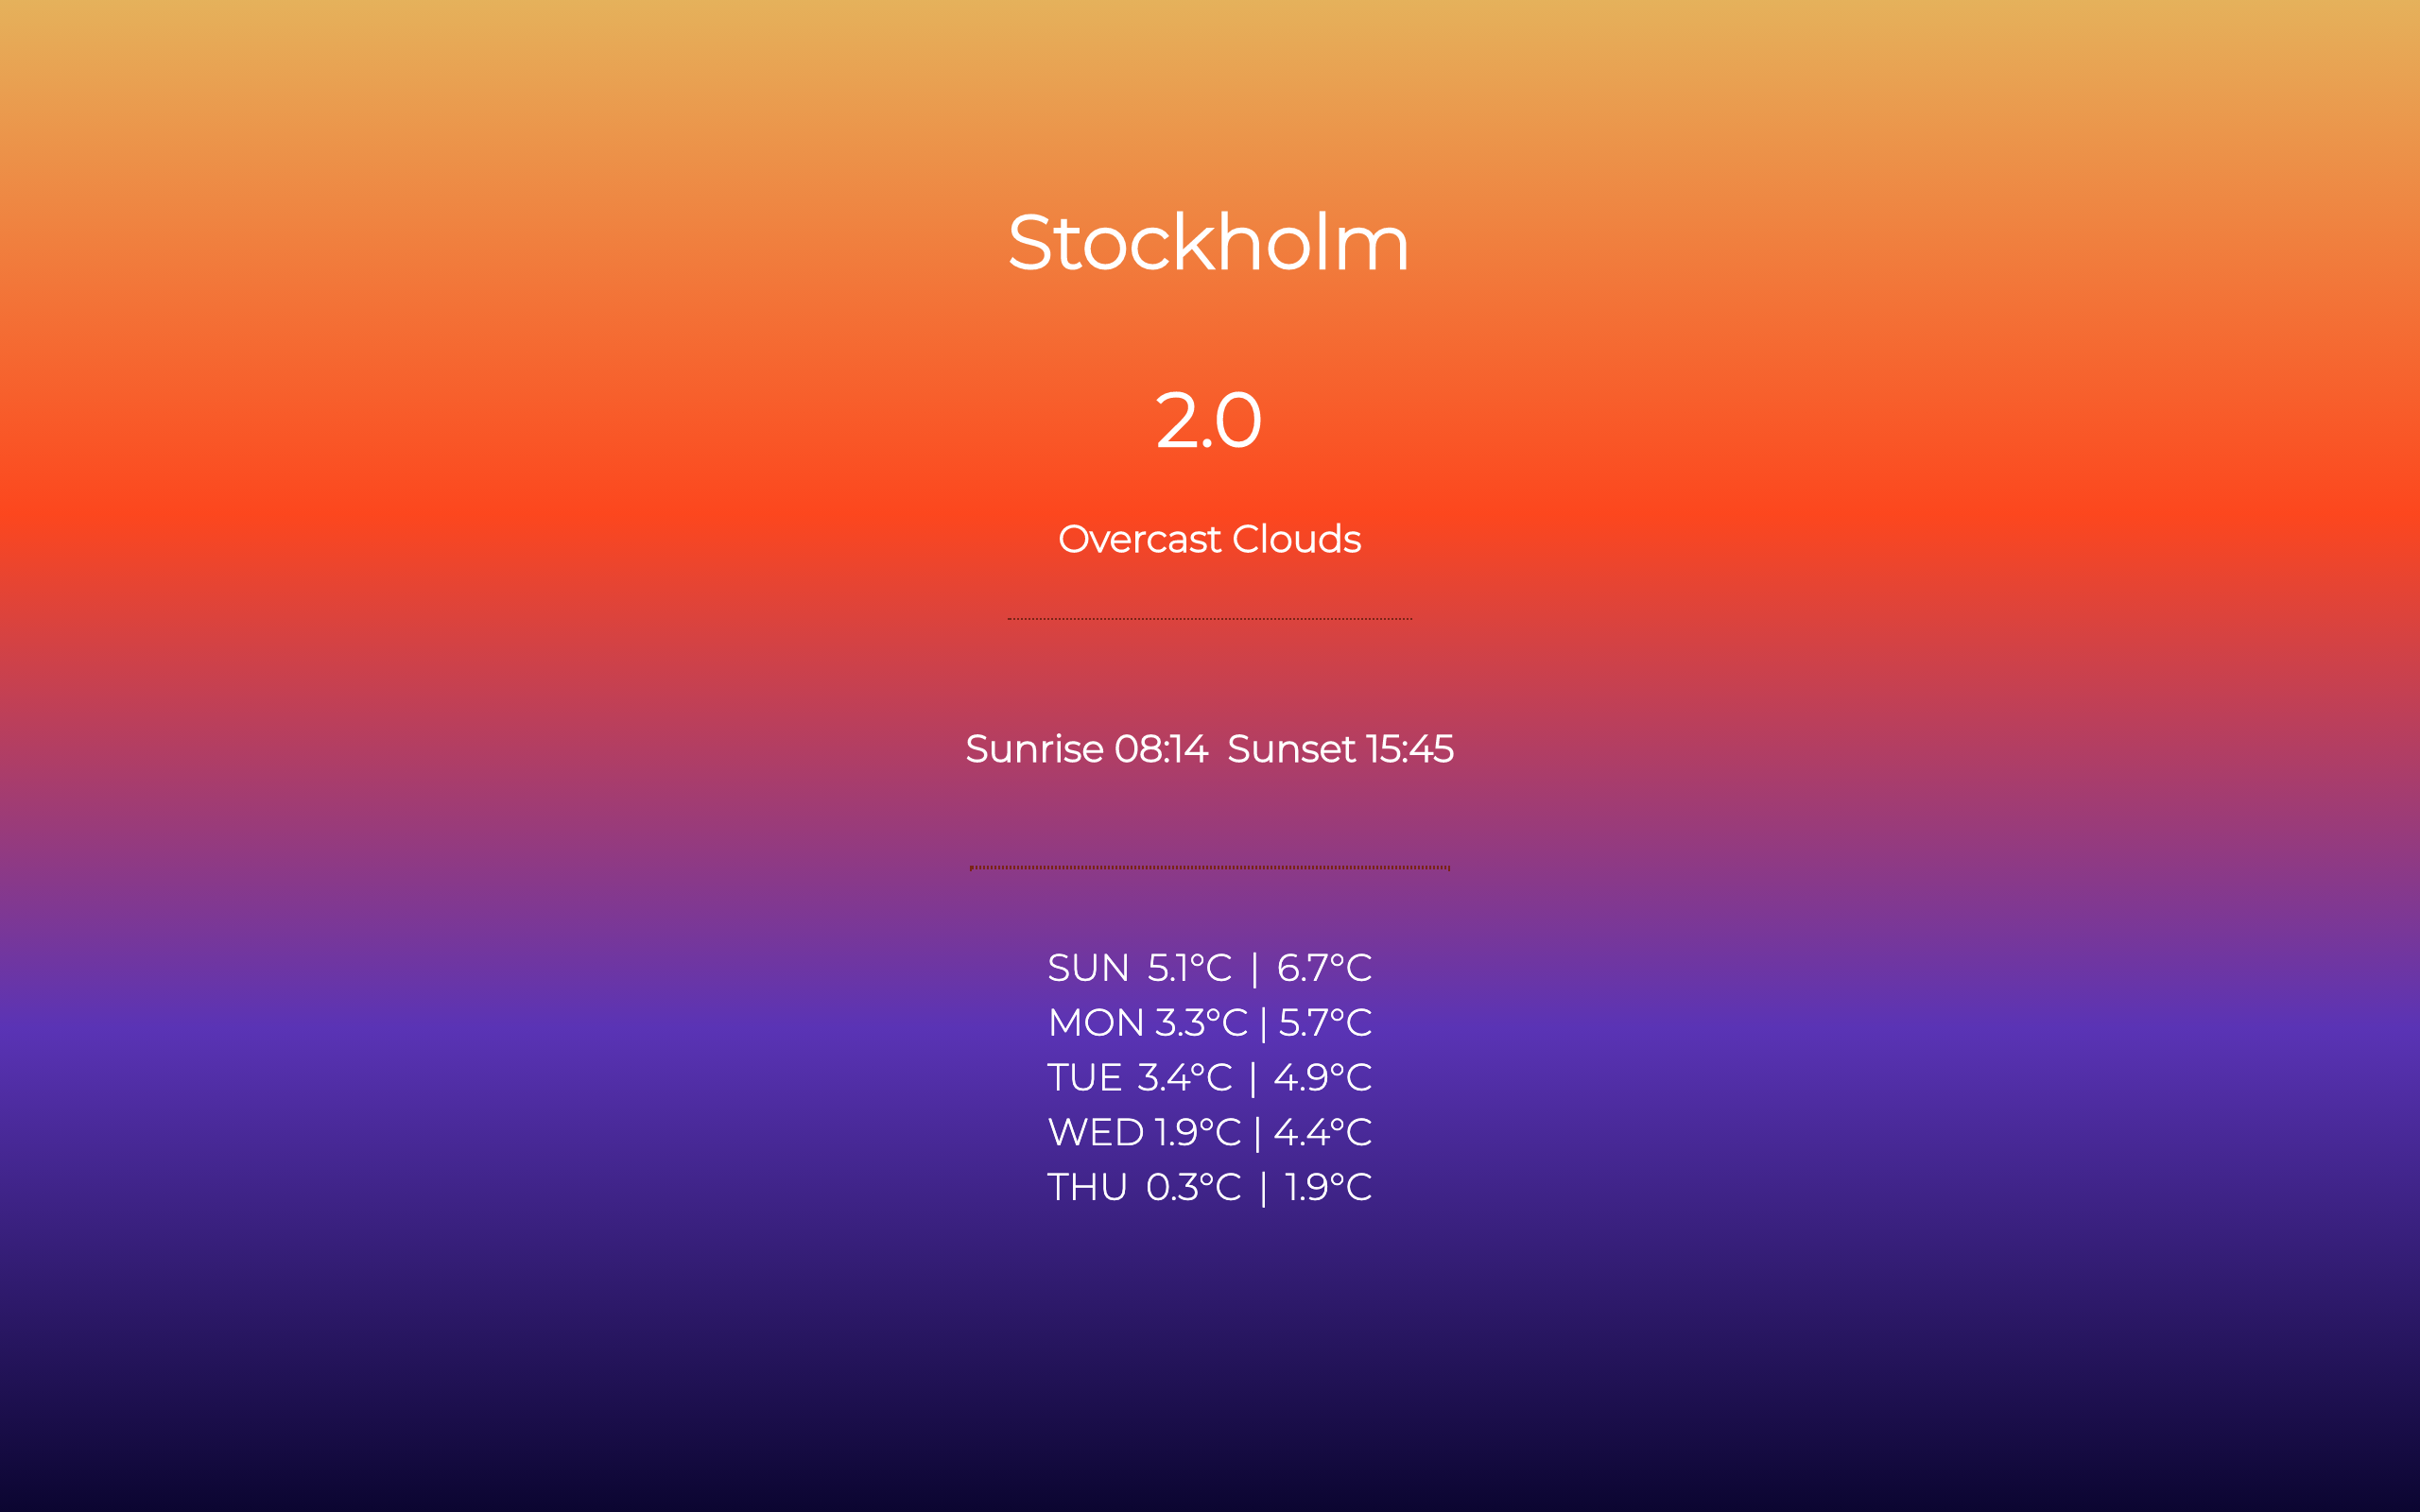 Stockholm
2.0
Overcast Clouds
Sunrise 08:14 Sunset 15:45
SUN 5.1°C | 6.7°C
MON 3.3°C | 5.7°C
TUE 3.4°C | 4.9°C
WED 1.9°C | 4.4°C
THU 0.3°C | 1.9°C